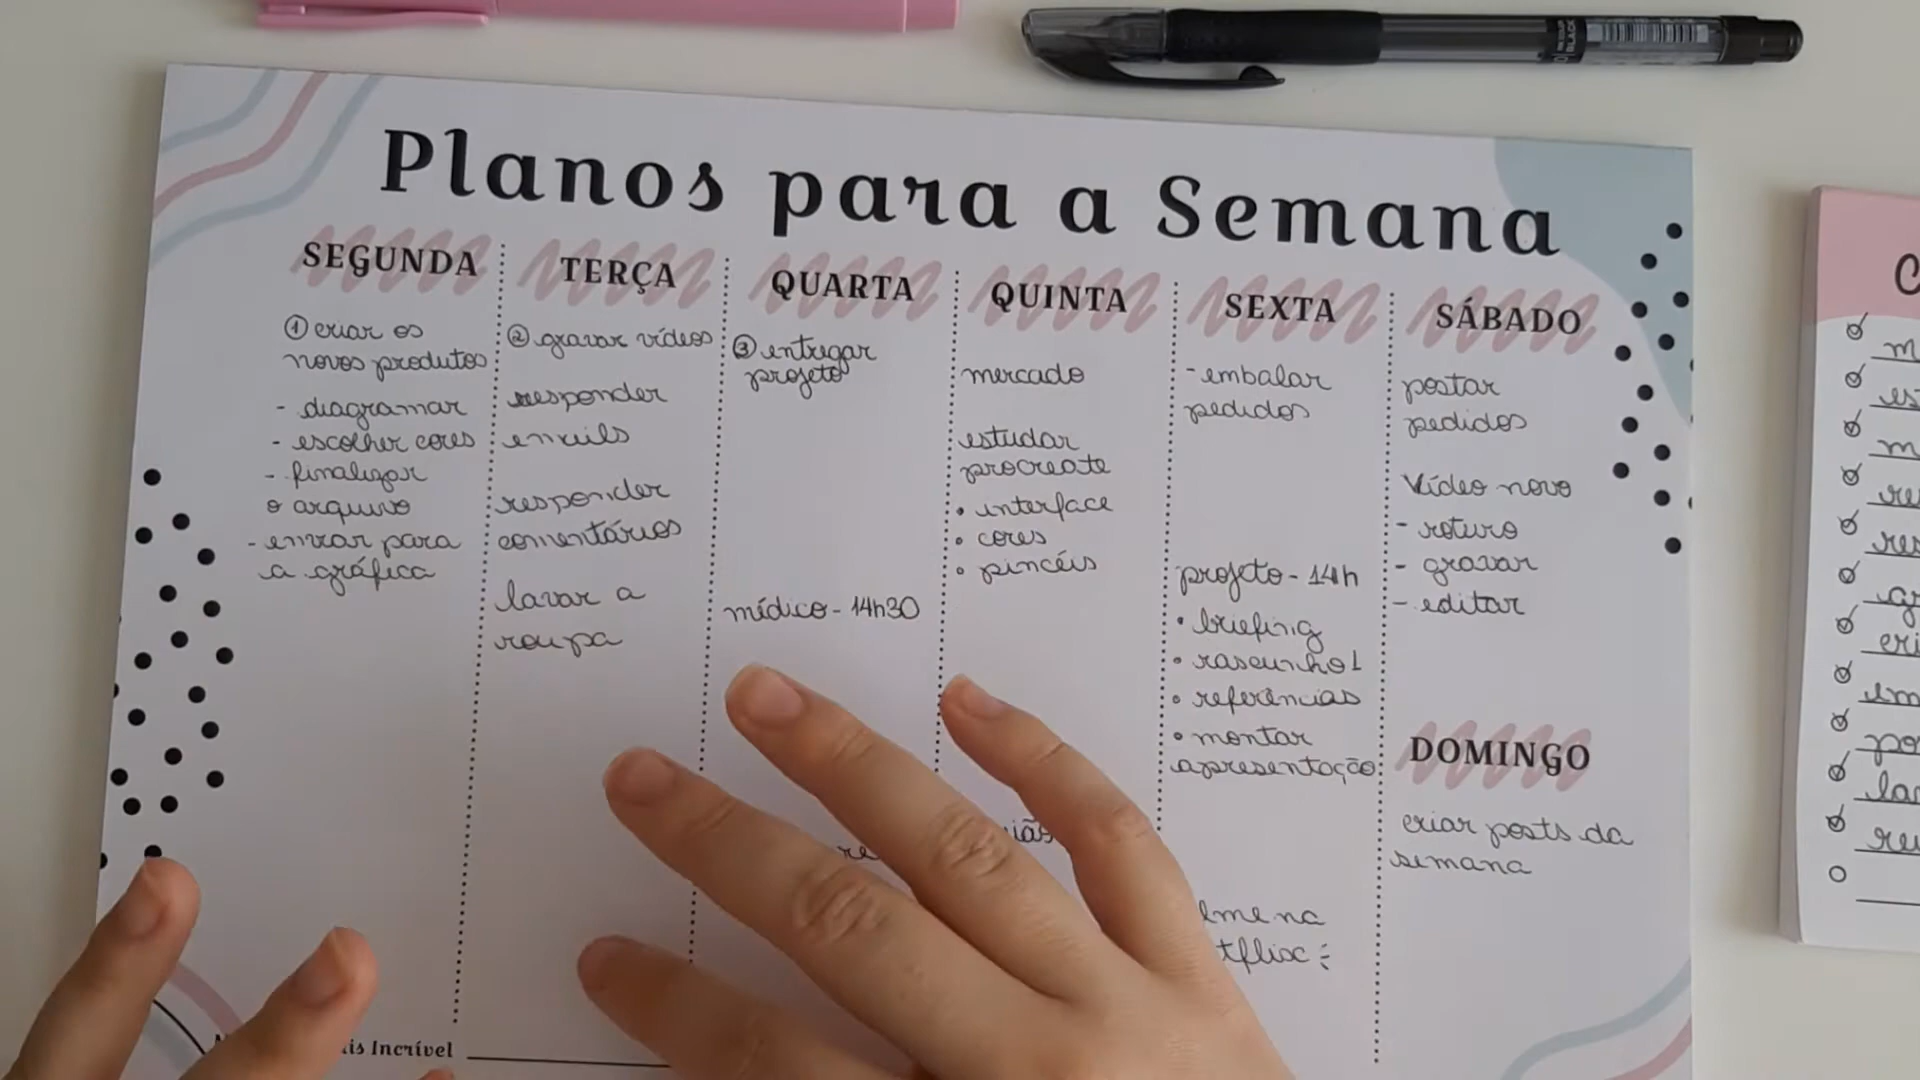 Planos para a Semana
SEGUNDA
① criar os
novos produtos
- diagramar
- escolher cores
- finalizar
o arquivo
- enviar para
a gráfica
TERÇA
② gravar vídeos
responder
emails
responder
comentários
lavar a
roupa
QUARTA
③ entregar
projeto
médico - 14h30
QUINTA
mercado
estudar
procreate
• interface
• cores
• pincéis
SEXTA
- embalar
pedidos
projeto - 14h
• briefing
• rascunho 1
• referências
• montar
apresentação
SÁBADO
postar
pedidos
Vídeo novo
- roteiro
- gravar
- editar
DOMINGO
criar posts da
semana
Incrível
BLACK